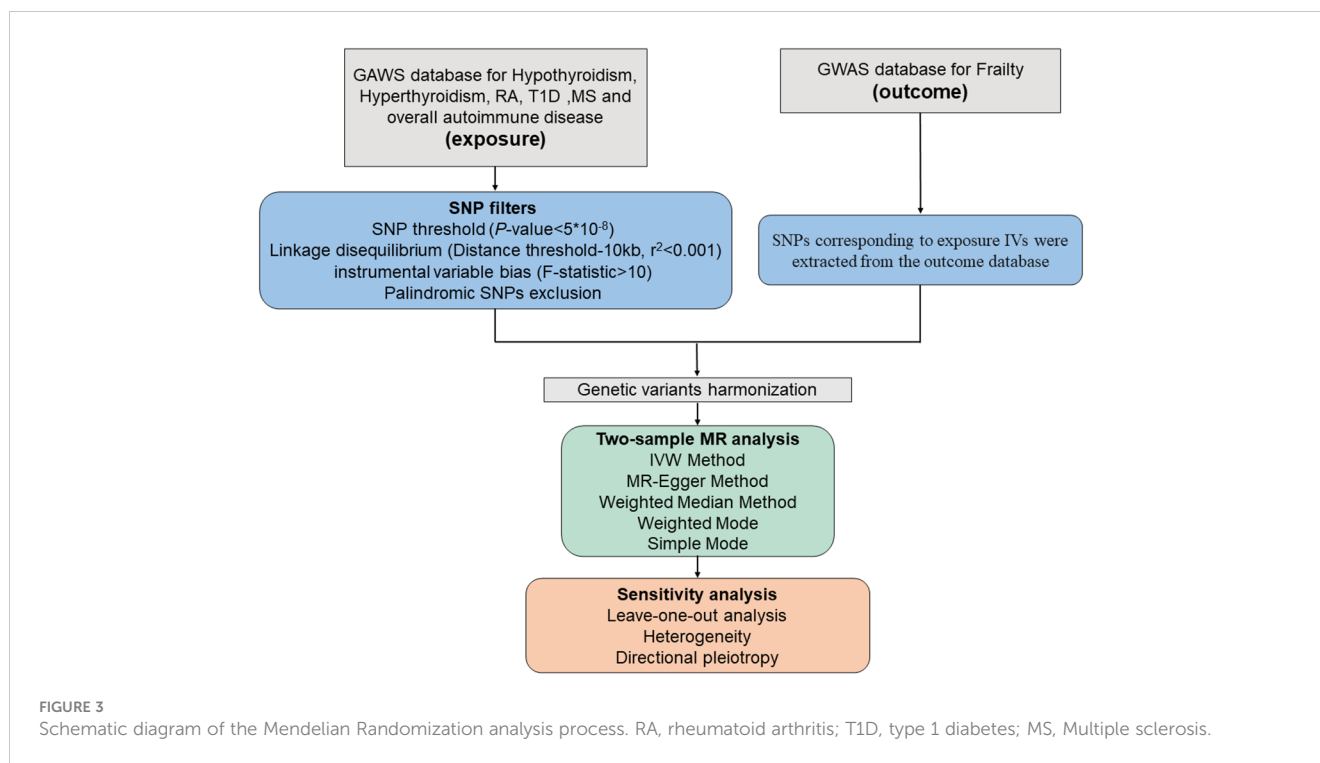 GAWS database for Hypothyroidism,
Hyperthyroidism, RA, T1D ,MS and
overall autoimmune disease
(exposure)
GWAS database for Frailty
(outcome)
SNP filters
SNP threshold (P-value<5*10⁻⁸)
Linkage disequilibrium (Distance threshold-10kb, r²<0.001)
instrumental variable bias (F-statistic>10)
Palindromic SNPs exclusion
SNPs corresponding to exposure IVs were
extracted from the outcome database
Genetic variants harmonization
Two-sample MR analysis
IVW Method
MR-Egger Method
Weighted Median Method
Weighted Mode
Simple Mode
Sensitivity analysis
Leave-one-out analysis
Heterogeneity
Directional pleiotropy
FIGURE 3
Schematic diagram of the Mendelian Randomization analysis process. RA, rheumatoid arthritis; T1D, type 1 diabetes; MS, Multiple sclerosis.